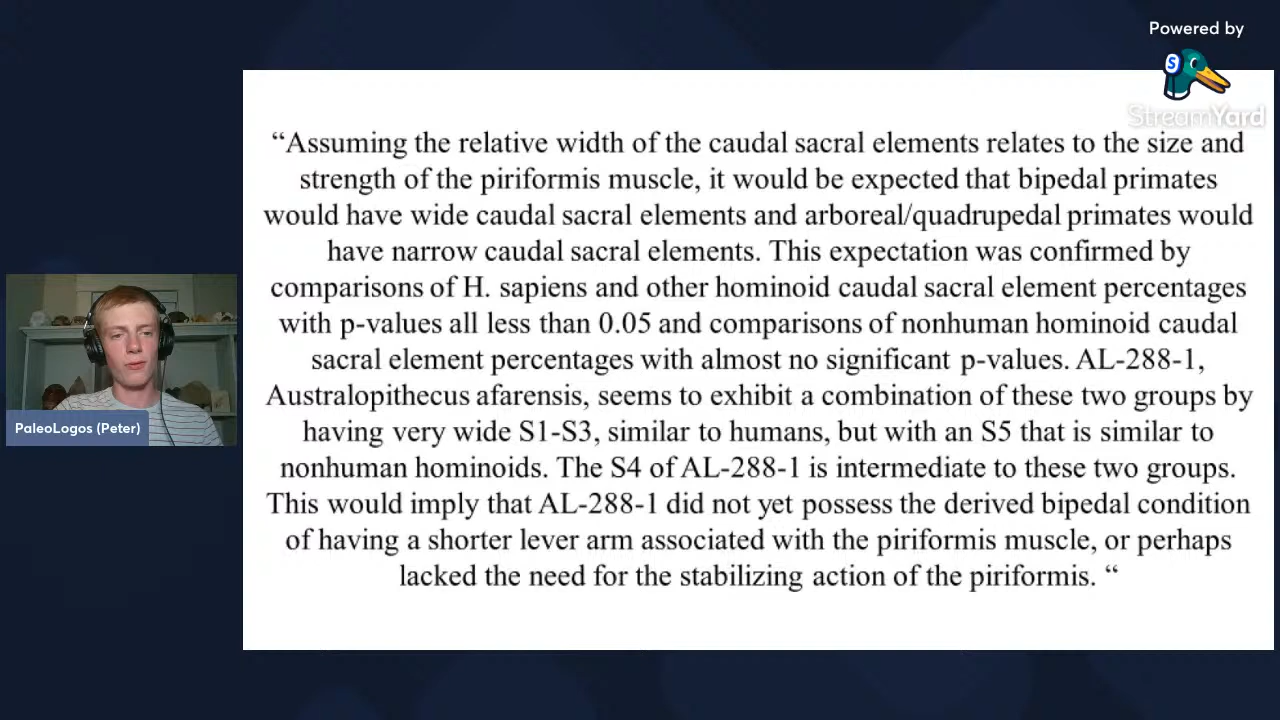 Powered by
S
StreamYard
“Assuming the relative width of the caudal sacral elements relates to the size and
strength of the piriformis muscle, it would be expected that bipedal primates
would have wide caudal sacral elements and arboreal/quadrupedal primates would
have narrow caudal sacral elements. This expectation was confirmed by
comparisons of H. sapiens and other hominoid caudal sacral element percentages
with p-values all less than 0.05 and comparisons of nonhuman hominoid caudal
sacral element percentages with almost no significant p-values. AL-288-1,
Australopithecus afarensis, seems to exhibit a combination of these two groups by
having very wide S1-S3, similar to humans, but with an S5 that is similar to
nonhuman hominoids. The S4 of AL-288-1 is intermediate to these two groups.
This would imply that AL-288-1 did not yet possess the derived bipedal condition
of having a shorter lever arm associated with the piriformis muscle, or perhaps
lacked the need for the stabilizing action of the piriformis. “
PaleoLogos (Peter)